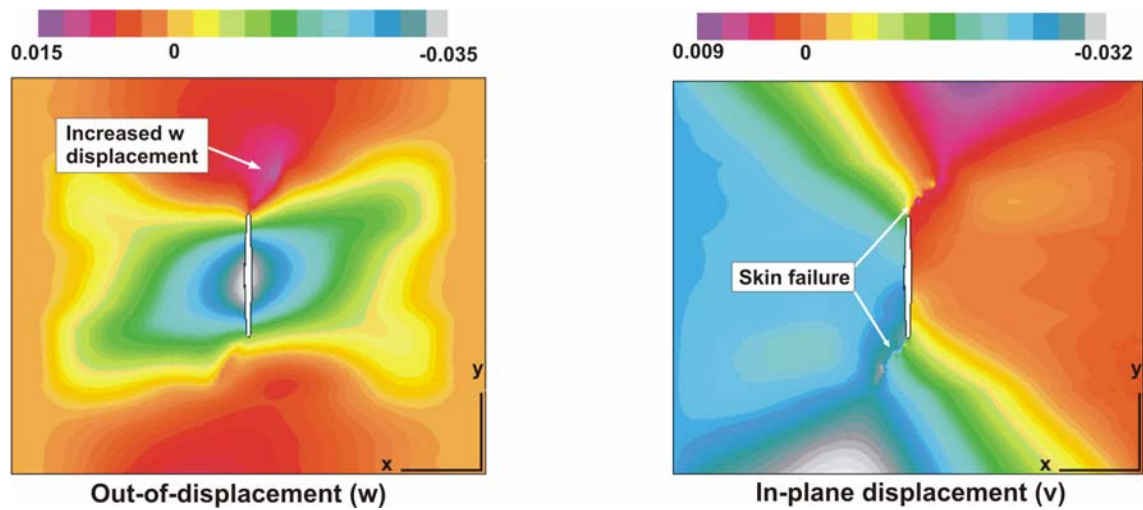 0.015 0 -0.035
Increased w
displacement
x
y
Out-of-displacement (w)
0.009 0 -0.032
Skin failure
x
y
In-plane displacement (v)